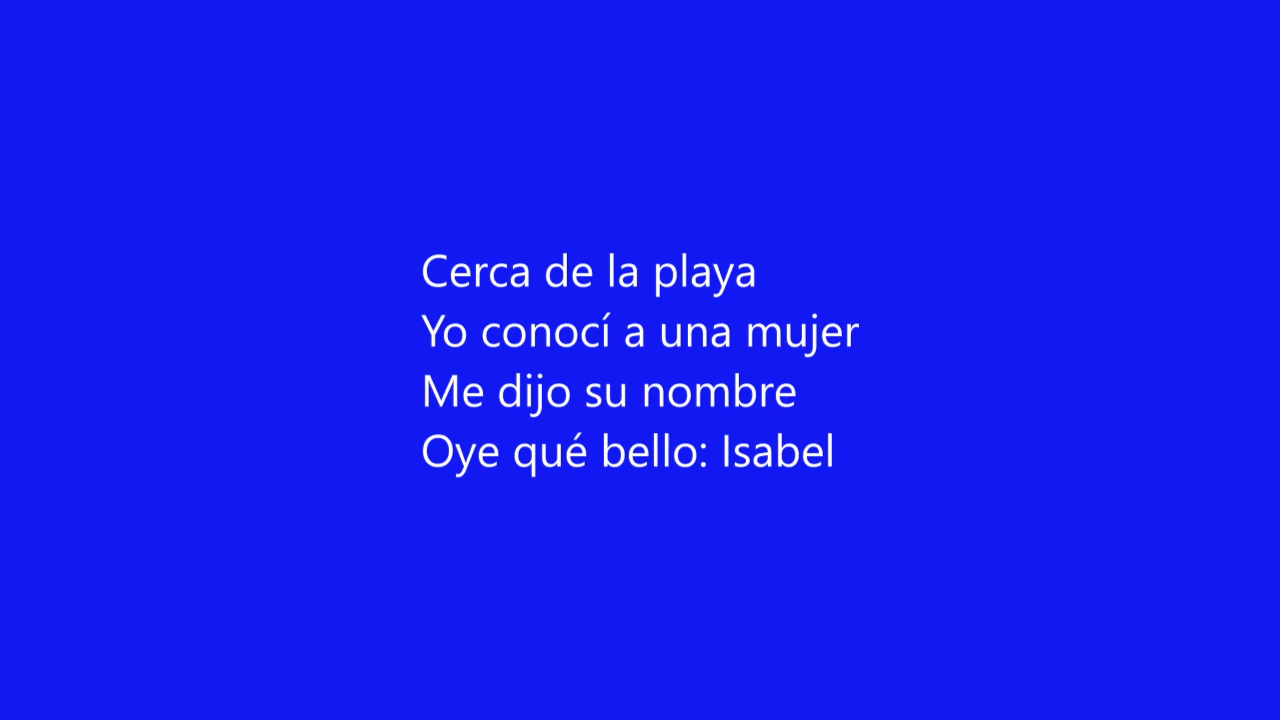 Cerca de la playa
Yo conocí a una mujer
Me dijo su nombre
Oye qué bello: Isabel